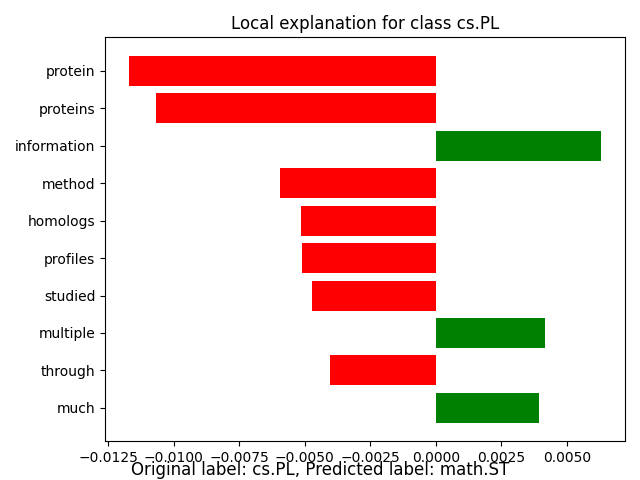 Local explanation for class cs.PL
protein
proteins
information
method
homologs
profiles
studied
multiple
through
much
−0.0125 −0.0100 −0.0075 −0.0050 −0.0025 0.0000 0.0025 0.0050
Original label: cs.PL, Predicted label: math.ST